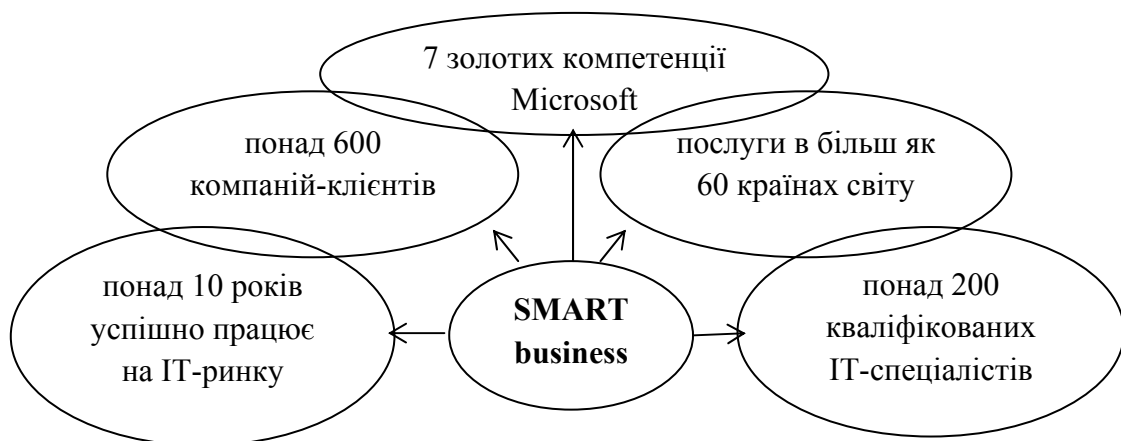 7 золотих компетенції
Microsoft
понад 600
компаній-клієнтів
послуги в більш як
60 країнах світу
понад 10 років
успішно працює
на ІТ-ринку
SMART
business
понад 200
кваліфікованих
ІТ-спеціалістів